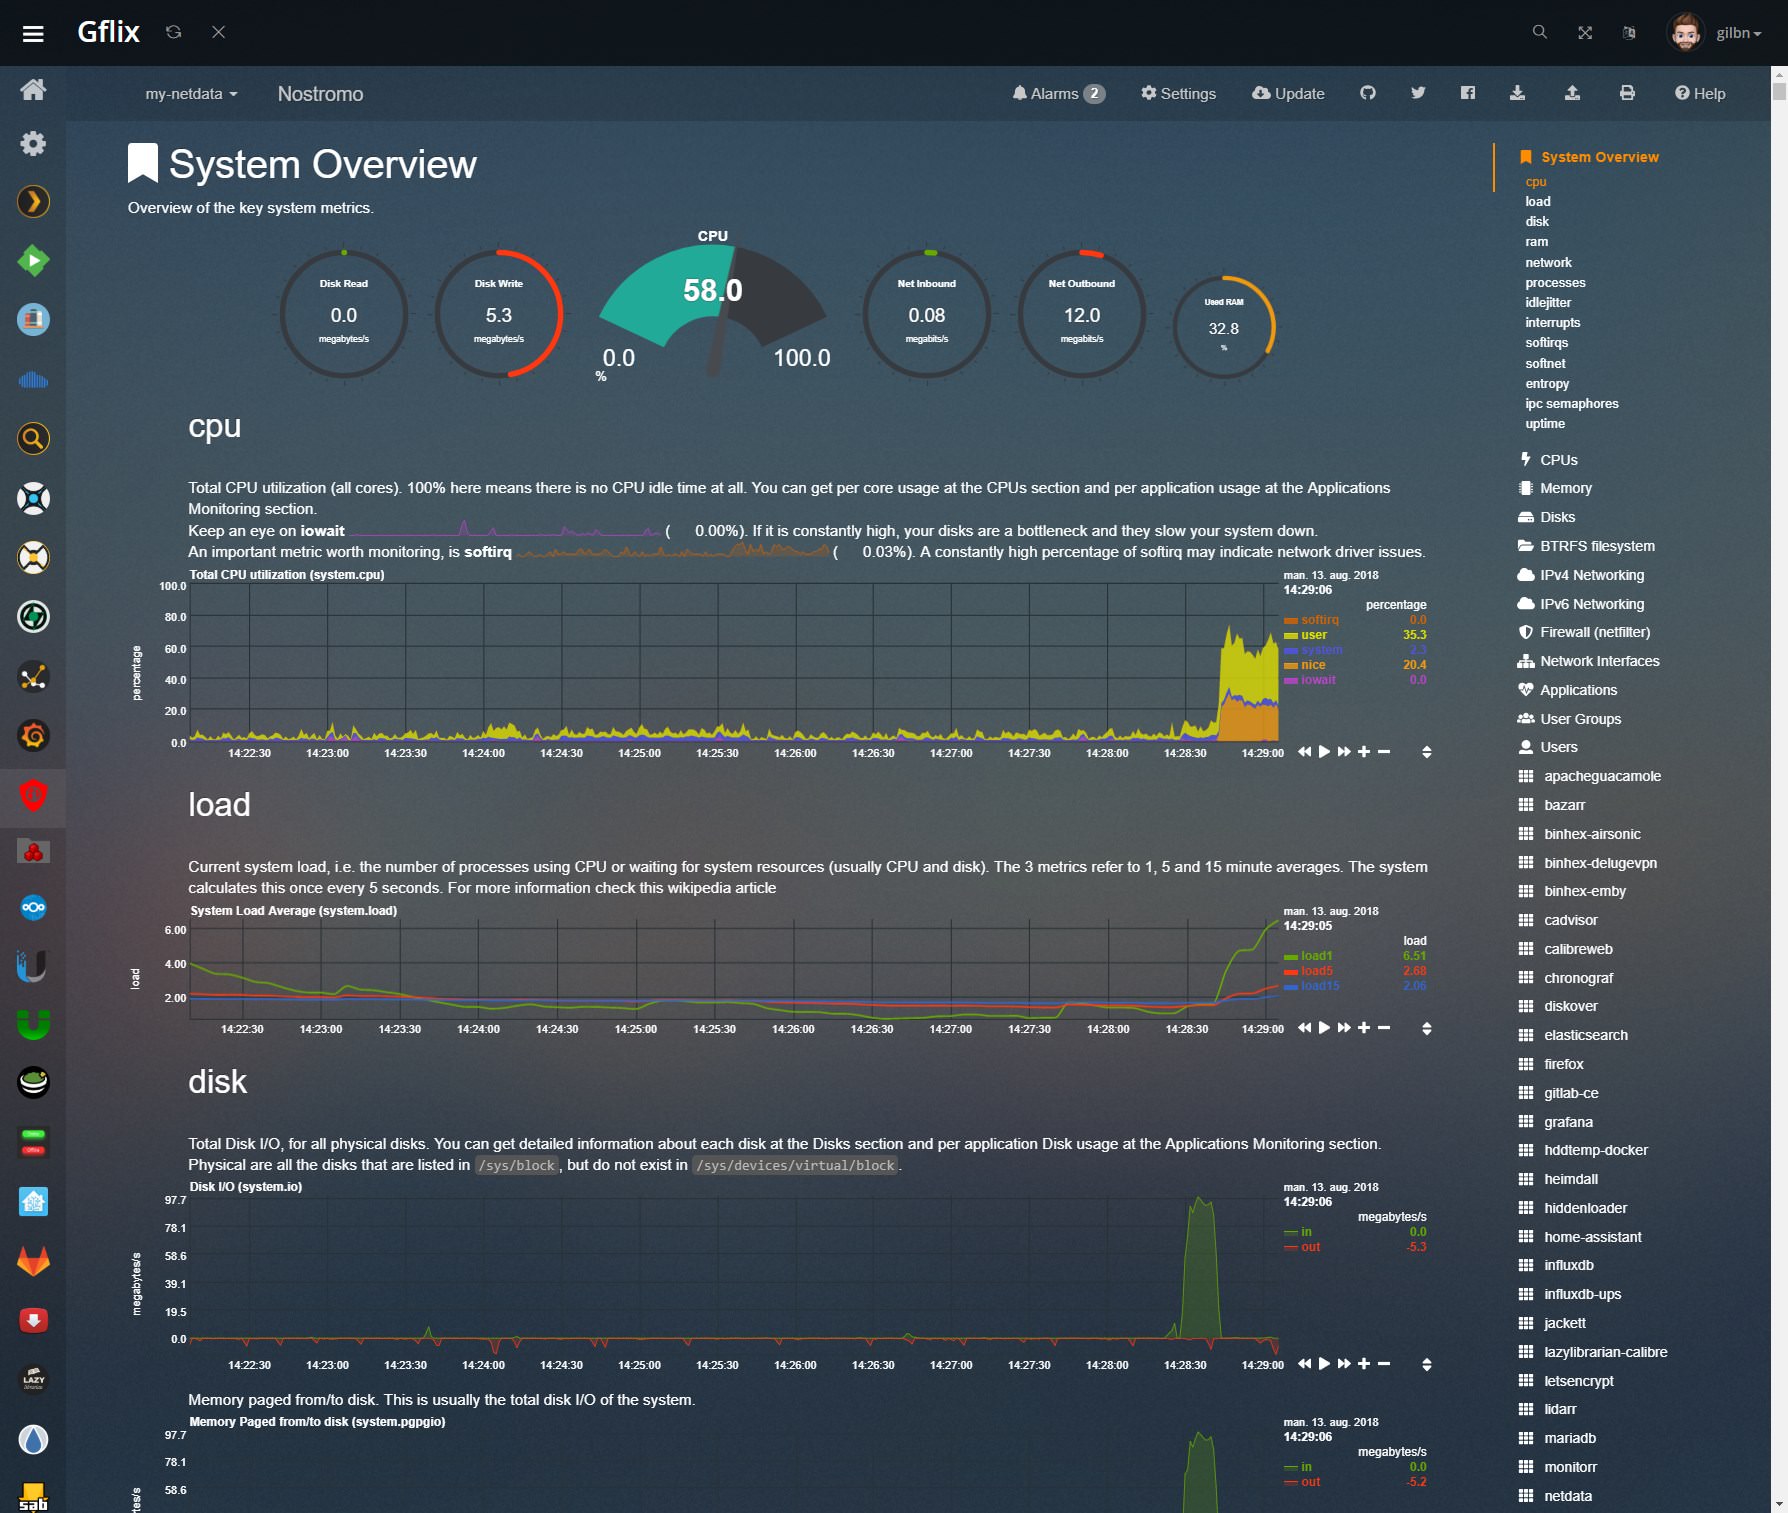 Gflix
gilbn
my-netdata
Nostromo
Alarms 2
Settings
Update
Help
System Overview
Overview of the key system metrics.
Disk Read
0.0
megabytes/s
Disk Write
5.3
megabytes/s
CPU
58.0
0.0
100.0
%
Net Inbound
0.08
megabits/s
Net Outbound
12.0
megabits/s
Used RAM
32.8
%
cpu
Total CPU utilization (all cores). 100% here means there is no CPU idle time at all. You can get per core usage at the CPUs section and per application usage at the Applications
Monitoring section.
Keep an eye on iowait ( 0.00%). If it is constantly high, your disks are a bottleneck and they slow your system down.
An important metric worth monitoring, is softirq ( 0.03%). A constantly high percentage of softirq may indicate network driver issues.
Total CPU utilization (system.cpu)
percentage
100.0
80.0
60.0
40.0
20.0
0.0
14:22:30 14:23:00 14:23:30 14:24:00 14:24:30 14:25:00 14:25:30 14:26:00 14:26:30 14:27:00 14:27:30 14:28:00 14:28:30 14:29:00
man. 13. aug. 2018
14:29:06
percentage
softirq 0.0
user 35.3
system 2.3
nice 20.4
iowait 0.0
load
Current system load, i.e. the number of processes using CPU or waiting for system resources (usually CPU and disk). The 3 metrics refer to 1, 5 and 15 minute averages. The system
calculates this once every 5 seconds. For more information check this wikipedia article
System Load Average (system.load)
load
6.00
4.00
2.00
14:22:30 14:23:00 14:23:30 14:24:00 14:24:30 14:25:00 14:25:30 14:26:00 14:26:30 14:27:00 14:27:30 14:28:00 14:28:30 14:29:00
man. 13. aug. 2018
14:29:05
load
load1 6.51
load5 2.68
load15 2.06
disk
Total Disk I/O, for all physical disks. You can get detailed information about each disk at the Disks section and per application Disk usage at the Applications Monitoring section.
Physical are all the disks that are listed in /sys/block, but do not exist in /sys/devices/virtual/block.
Disk I/O (system.io)
megabytes/s
97.7
78.1
58.6
39.1
19.5
0.0
14:22:30 14:23:00 14:23:30 14:24:00 14:24:30 14:25:00 14:25:30 14:26:00 14:26:30 14:27:00 14:27:30 14:28:00 14:28:30 14:29:00
man. 13. aug. 2018
14:29:06
megabytes/s
in 0.0
out -5.3
Memory paged from/to disk. This is usually the total disk I/O of the system.
Memory Paged from/to disk (system.pgpgio)
97.7
78.1
58.6
man. 13. aug. 2018
14:29:06
megabytes/s
in 0.0
out -5.2
System Overview
cpu
load
disk
ram
network
processes
idlejitter
interrupts
softirqs
softnet
entropy
ipc semaphores
uptime
CPUs
Memory
Disks
BTRFS filesystem
IPv4 Networking
IPv6 Networking
Firewall (netfilter)
Network Interfaces
Applications
User Groups
Users
apacheguacamole
bazarr
binhex-airsonic
binhex-delugevpn
binhex-emby
cadvisor
calibreweb
chronograf
diskover
elasticsearch
firefox
gitlab-ce
grafana
hddtemp-docker
heimdall
hiddenloader
home-assistant
influxdb
influxdb-ups
jackett
lazylibrarian-calibre
letsencrypt
lidarr
mariadb
monitorr
netdata
LAZY
sab